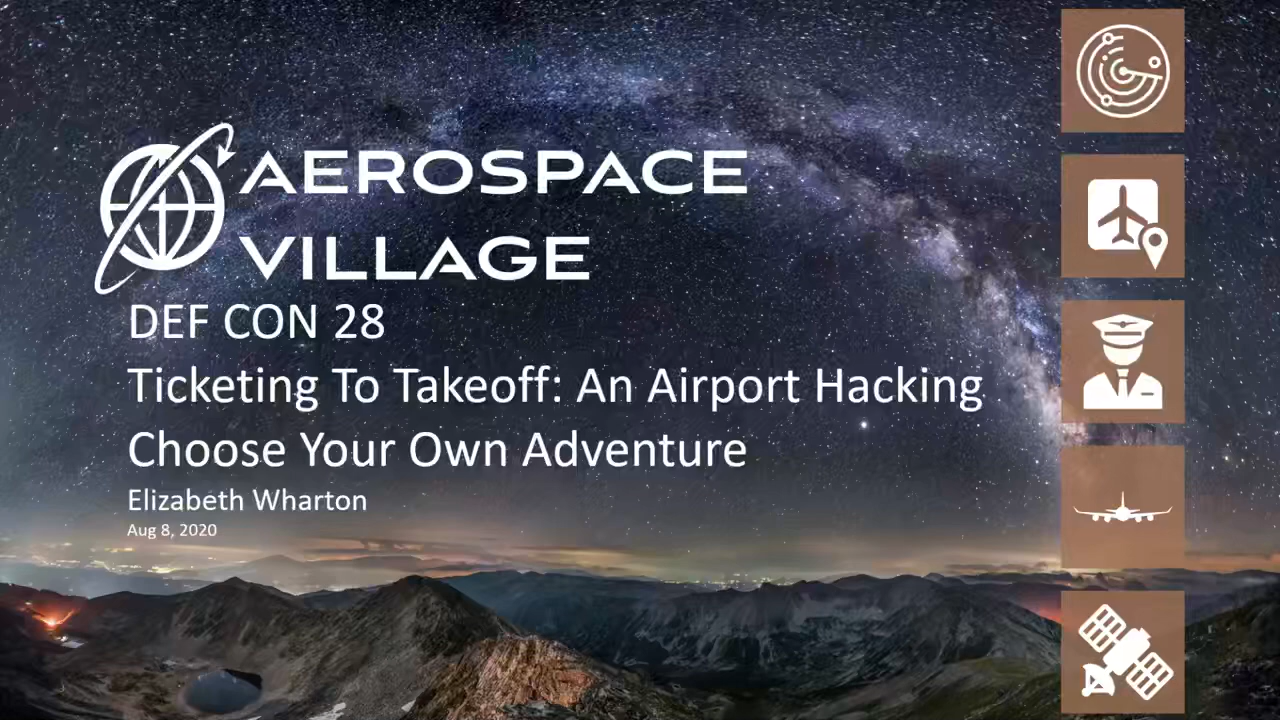 AEROSPACE
VILLAGE
DEF CON 28
Ticketing To Takeoff: An Airport Hacking
Choose Your Own Adventure
Elizabeth Wharton
Aug 8, 2020